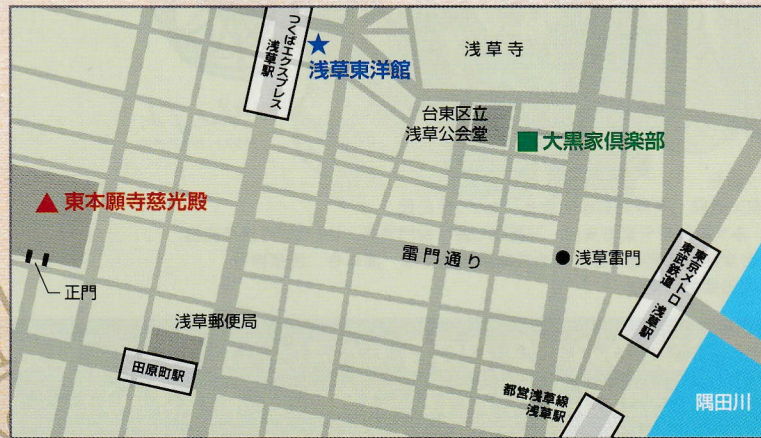 つくばエクスプレス
浅草駅
浅草東洋館
浅草寺
台東区立
浅草公会堂
大黒家倶楽部
東本願寺慈光殿
雷門通り
浅草雷門
東京メトロ
東武鉄道
浅草駅
正門
浅草郵便局
田原町駅
都営浅草線
浅草駅
隅田川